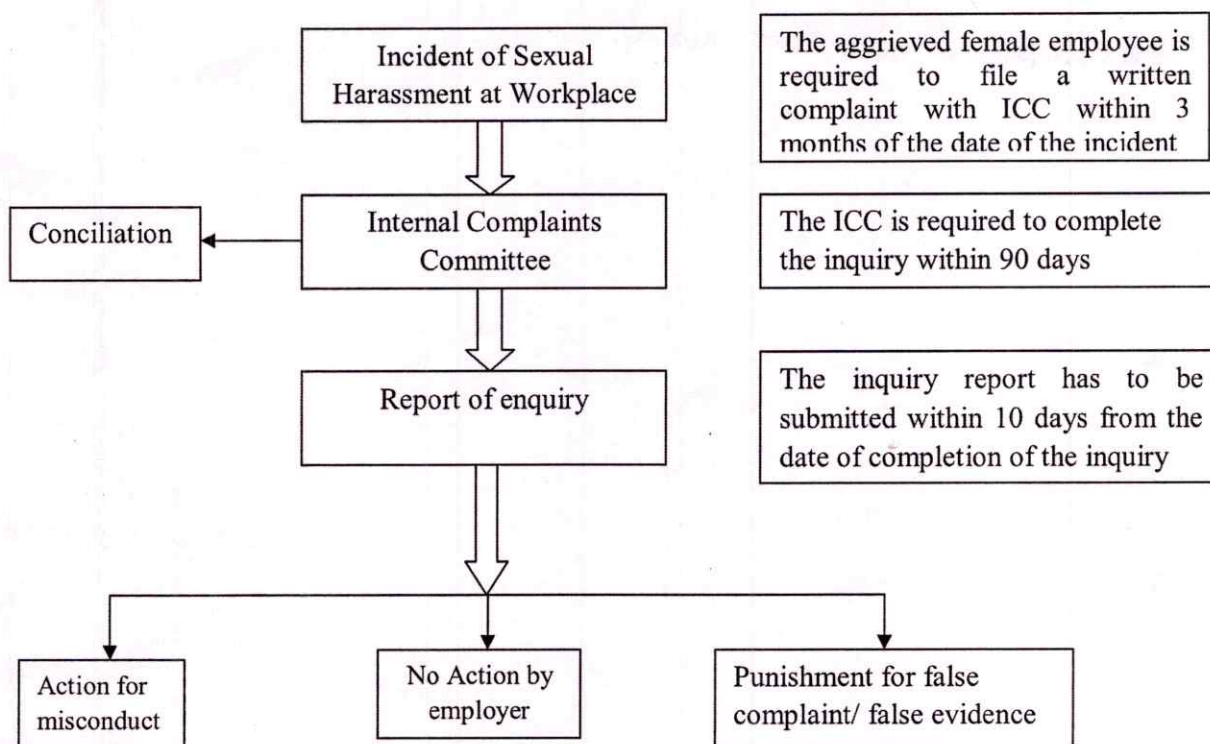 Incident of Sexual
Harassment at Workplace
The aggrieved female employee is
required to file a written
complaint with ICC within 3
months of the date of the incident
Conciliation
Internal Complaints
Committee
The ICC is required to complete
the inquiry within 90 days
Report of enquiry
The inquiry report has to be
submitted within 10 days from the
date of completion of the inquiry
Action for
misconduct
No Action by
employer
Punishment for false
complaint/ false evidence